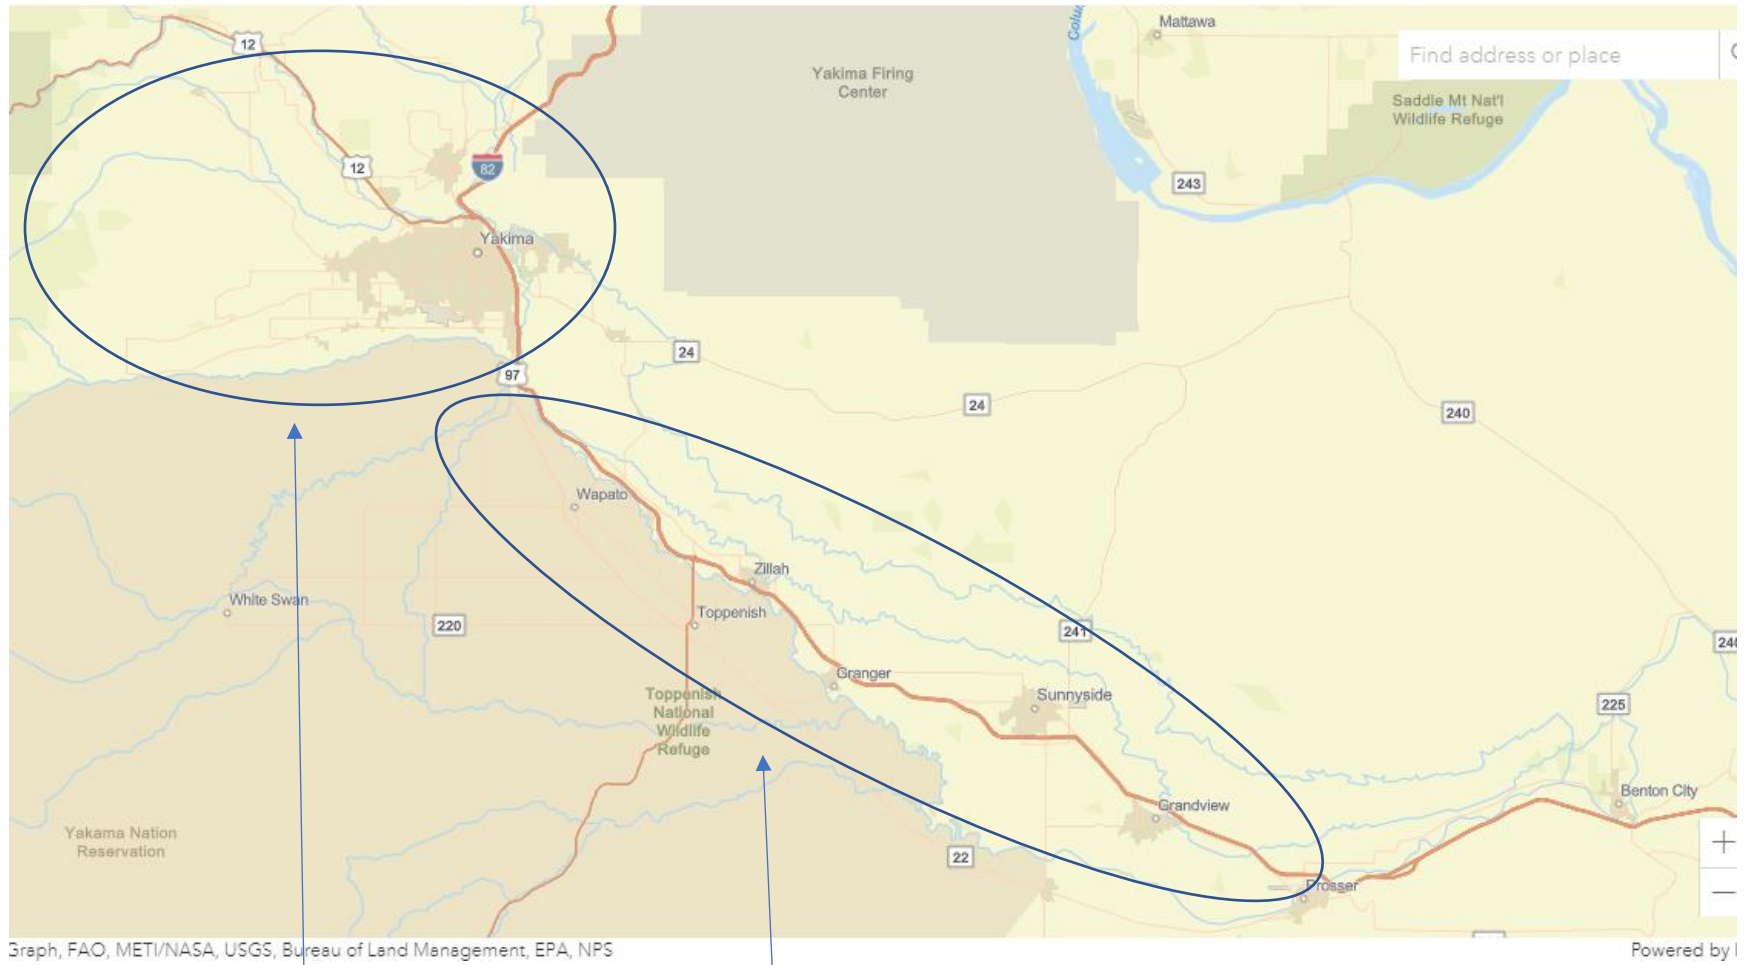 Mattawa
12
Colu
Find address or place
Yakima Firing
Center
Saddle Mt Nat'l
Wildlife Refuge
12
82
243
Yakima
24
97
24
240
Wapato
Zillah
White Swan
Toppenish
220
241
240
Granger
Toppenish
National
Wildlife
Refuge
Sunnyside
225
Benton City
Grandview
Yakama Nation
Reservation
22
Prosser
Graph, FAO, METI/NASA, USGS, Bureau of Land Management, EPA, NPS
Powered by